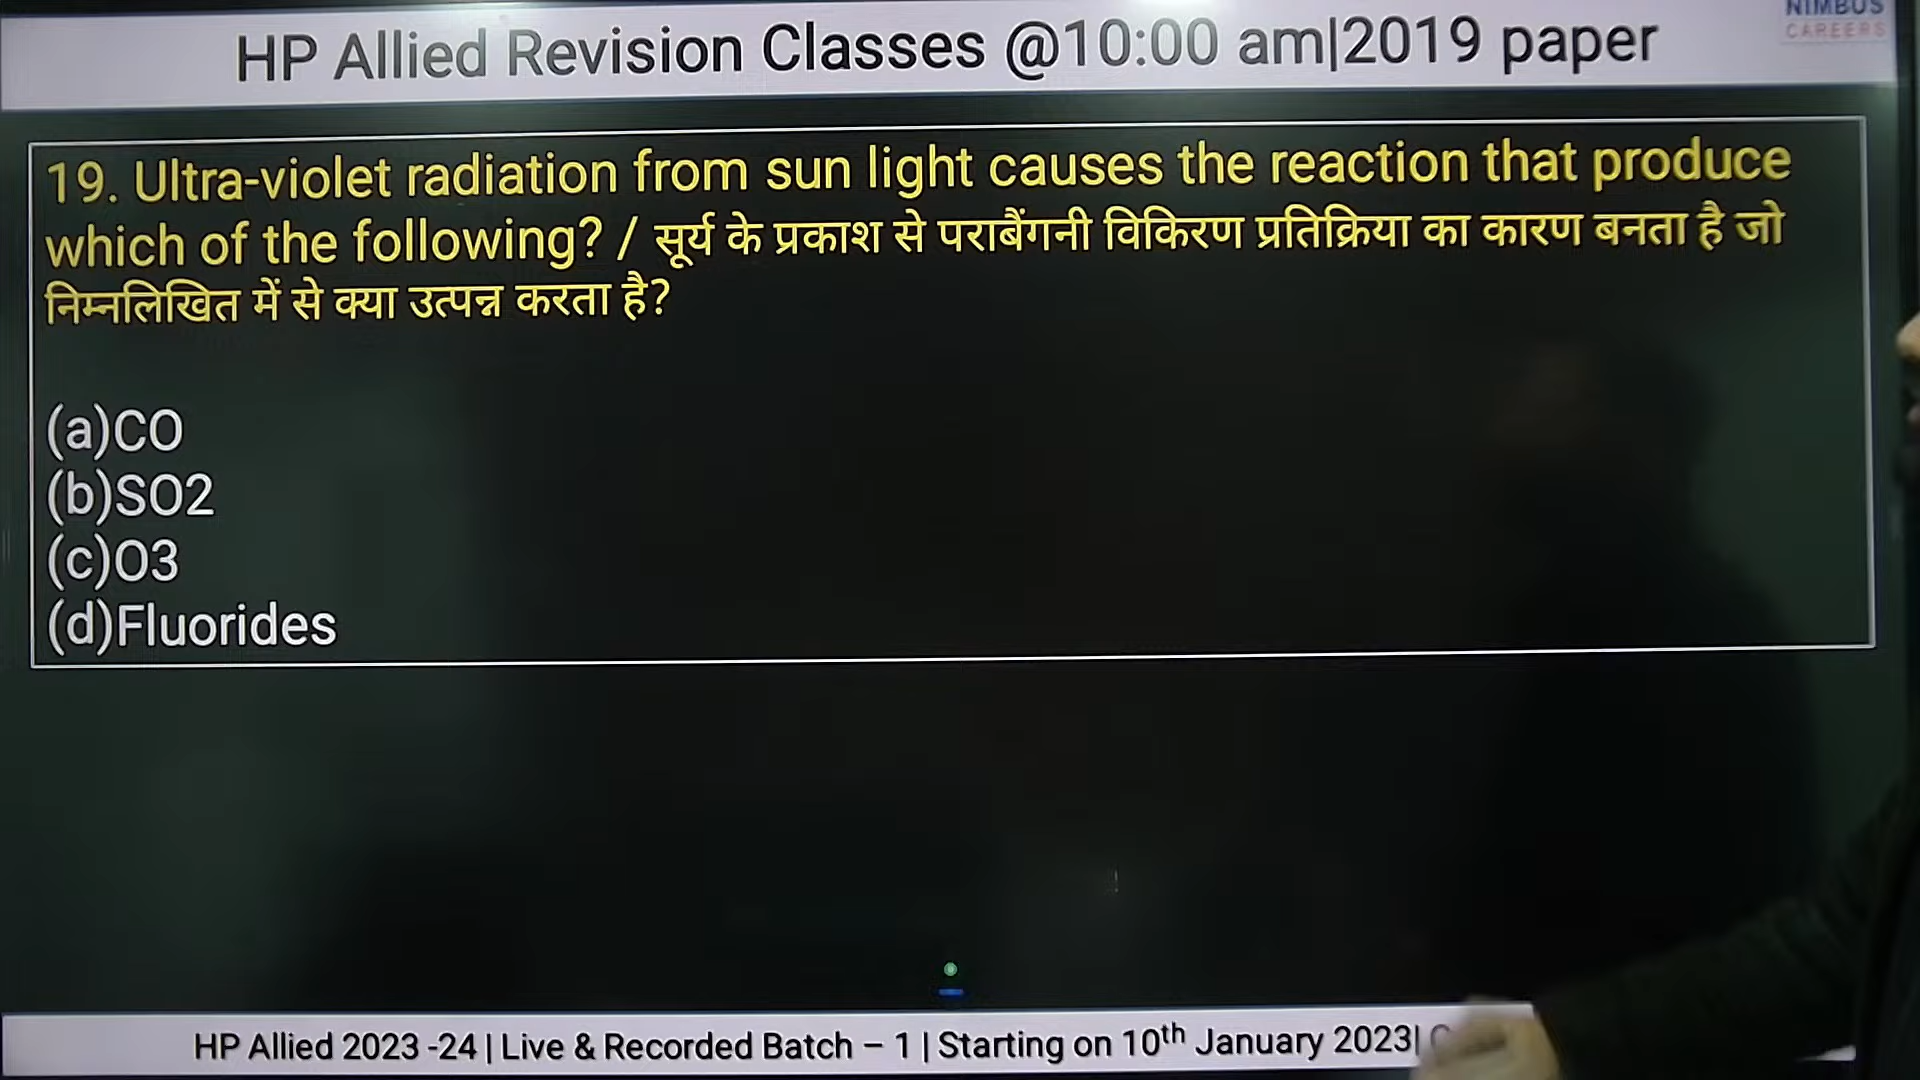 NIMBUS
CAREERS
HP Allied Revision Classes @10:00 am|2019 paper
19. Ultra-violet radiation from sun light causes the reaction that produce
which of the following? / सूर्य के प्रकाश से पराबैंगनी विकिरण प्रतिक्रिया का कारण बनता है जो
निम्नलिखित में से क्या उत्पन्न करता है?
(a)CO
(b)SO2
(c)O3
(d)Fluorides
HP Allied 2023 -24 | Live & Recorded Batch – 1 | Starting on 10th January 2023|